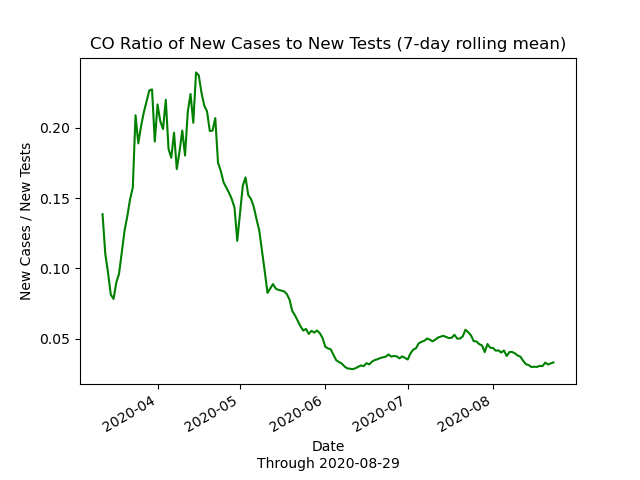 CO Ratio of New Cases to New Tests (7-day rolling mean)
New Cases / New Tests
0.20
0.15
0.10
0.05
2020-04
2020-05
2020-06
2020-07
2020-08
Date
Through 2020-08-29